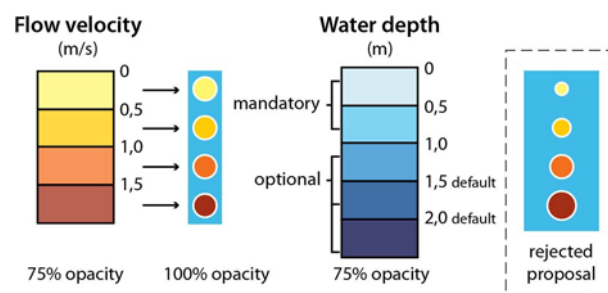 Flow velocity
(m/s)
0
0,5
1,0
1,5
75% opacity
100% opacity
Water depth
(m)
0
mandatory
0,5
1,0
optional
1,5 default
2,0 default
75% opacity
rejected
proposal